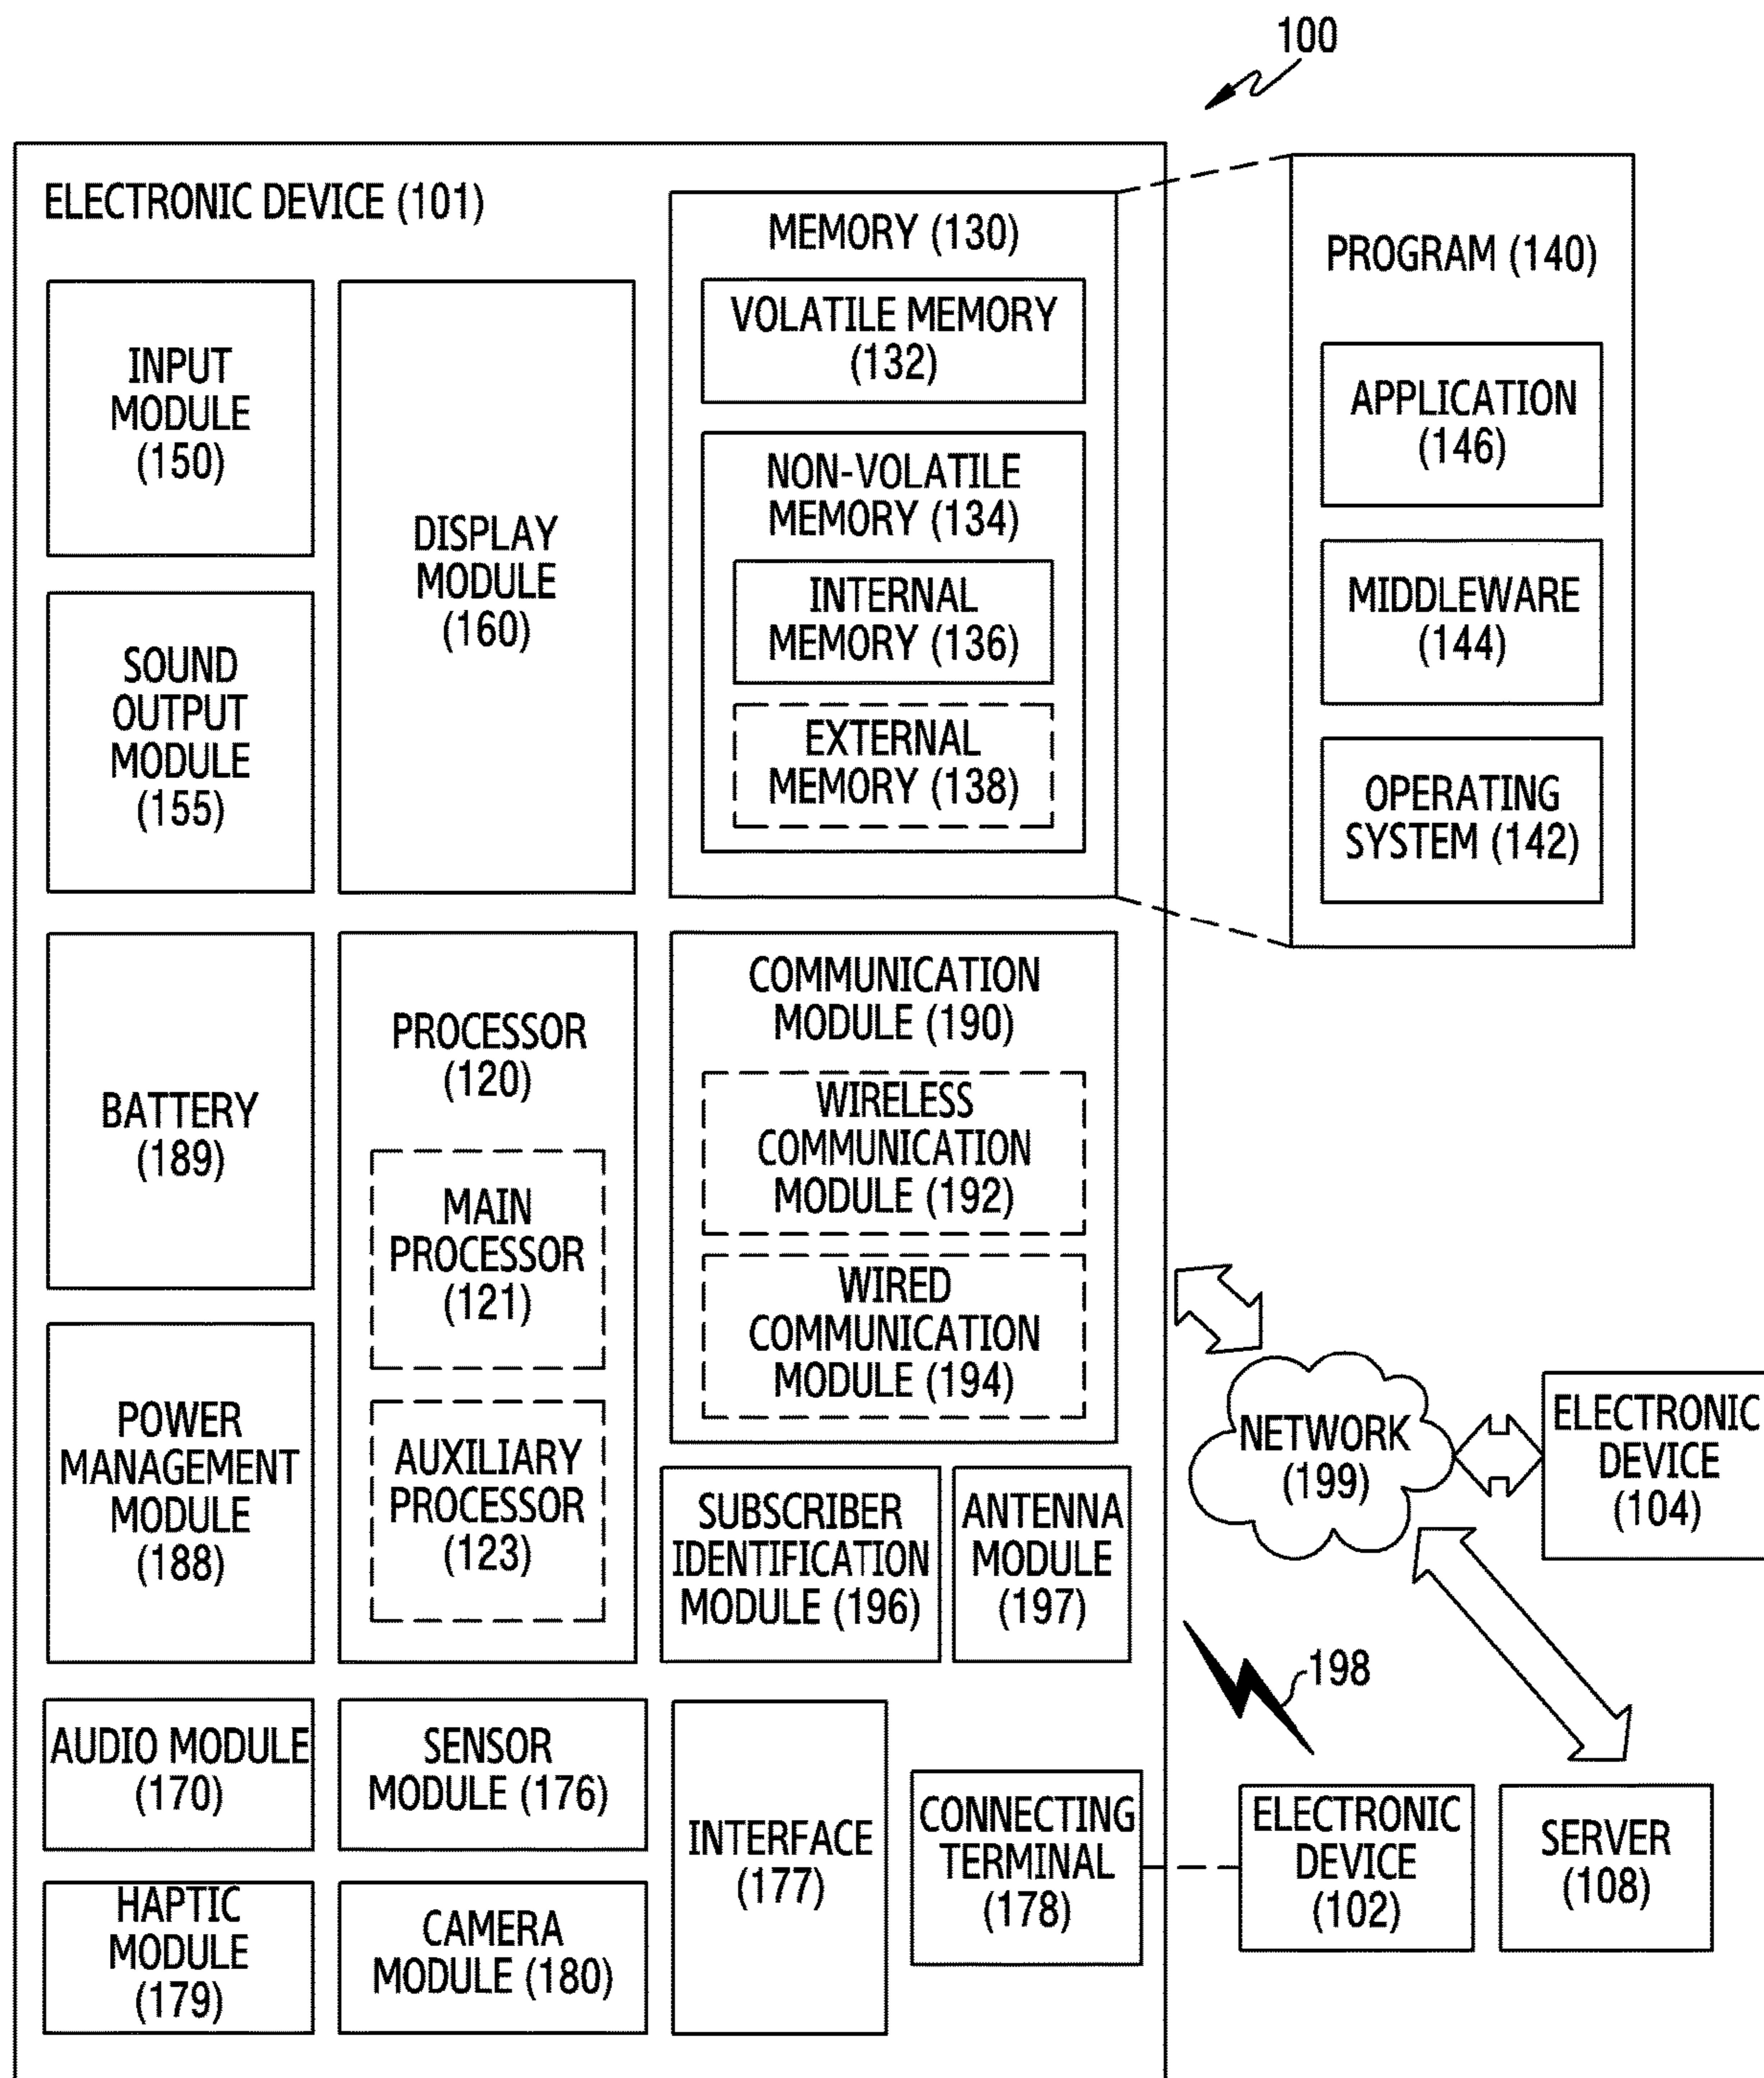 100
ELECTRONIC DEVICE (101)
INPUT
MODULE
(150)
SOUND
OUTPUT
MODULE
(155)
DISPLAY
MODULE
(160)
MEMORY (130)
VOLATILE MEMORY
(132)
NON-VOLATILE
MEMORY (134)
INTERNAL
MEMORY (136)
EXTERNAL
MEMORY (138)
PROGRAM (140)
APPLICATION
(146)
MIDDLEWARE
(144)
OPERATING
SYSTEM (142)
BATTERY
(189)
POWER
MANAGEMENT
MODULE
(188)
PROCESSOR
(120)
MAIN
PROCESSOR
(121)
AUXILIARY
PROCESSOR
(123)
COMMUNICATION
MODULE (190)
WIRELESS
COMMUNICATION
MODULE (192)
WIRED
COMMUNICATION
MODULE (194)
SUBSCRIBER
IDENTIFICATION
MODULE (196)
ANTENNA
MODULE
(197)
NETWORK
(199)
ELECTRONIC
DEVICE
(104)
198
AUDIO MODULE
(170)
SENSOR
MODULE (176)
HAPTIC
MODULE
(179)
CAMERA
MODULE (180)
INTERFACE
(177)
CONNECTING
TERMINAL
(178)
ELECTRONIC
DEVICE
(102)
SERVER
(108)